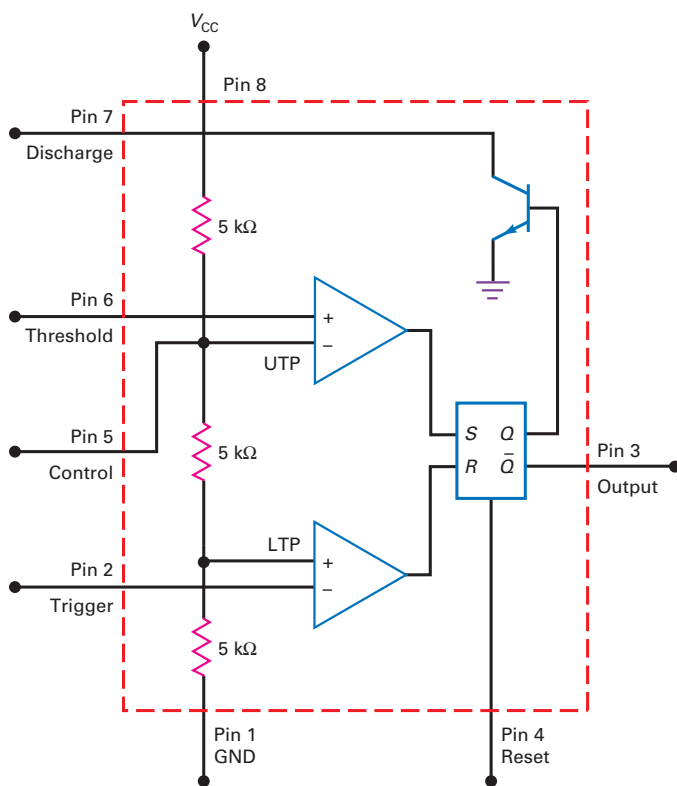 V_CC
Pin 8
Pin 7
Discharge
5 kΩ
Pin 6
Threshold
+
−
UTP
Pin 5
Control
5 kΩ
S Q
R Q̅
Pin 3
Output
LTP
+
−
Pin 2
Trigger
5 kΩ
Pin 1
GND
Pin 4
Reset